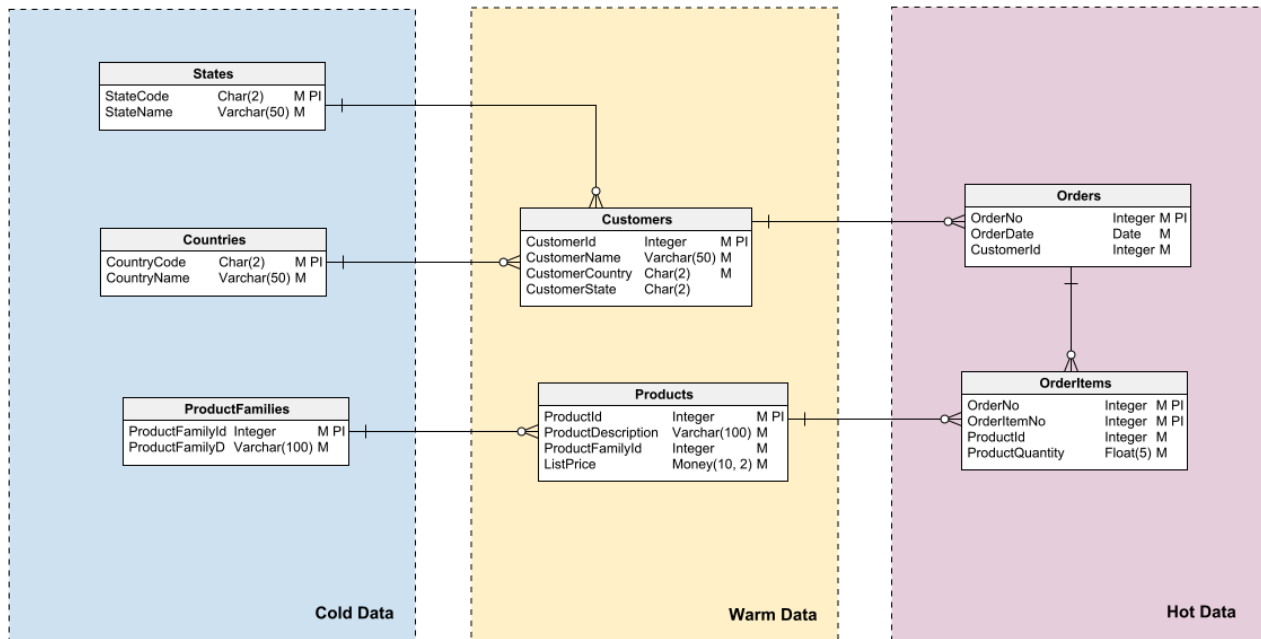 States
StateCode Char(2) M PI
StateName Varchar(50) M
Countries
CountryCode Char(2) M PI
CountryName Varchar(50) M
ProductFamilies
ProductFamilyId Integer M PI
ProductFamilyD Varchar(100) M
Cold Data
Customers
CustomerId Integer M PI
CustomerName Varchar(50) M
CustomerCountry Char(2) M
CustomerState Char(2)
Products
ProductId Integer M PI
ProductDescription Varchar(100) M
ProductFamilyId Integer M
ListPrice Money(10, 2) M
Warm Data
Orders
OrderNo Integer M PI
OrderDate Date M
CustomerId Integer M
OrderItems
OrderNo Integer M PI
OrderItemNo Integer M PI
ProductId Integer M
ProductQuantity Float(5) M
Hot Data